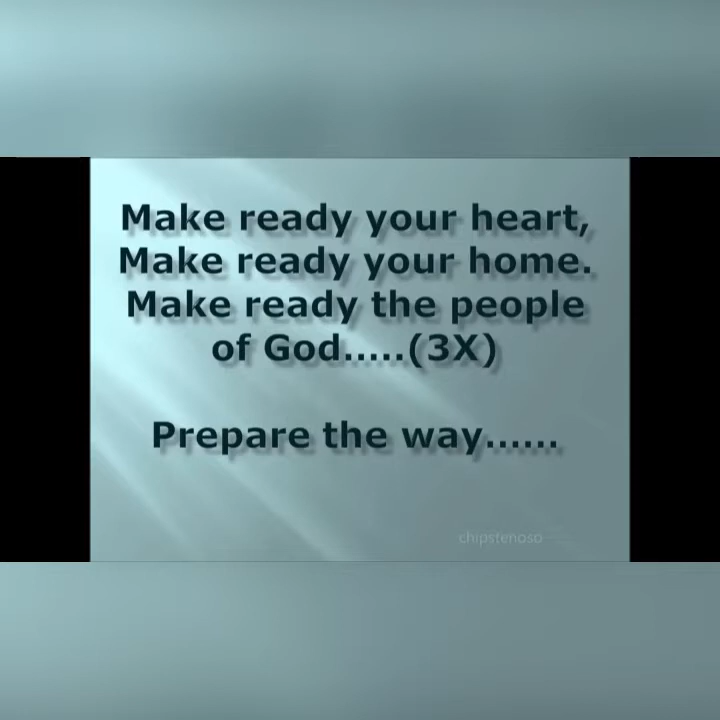 Make ready your heart,
Make ready your home.
Make ready the people
of God.....(3X)
Prepare the way......
chipstenoso